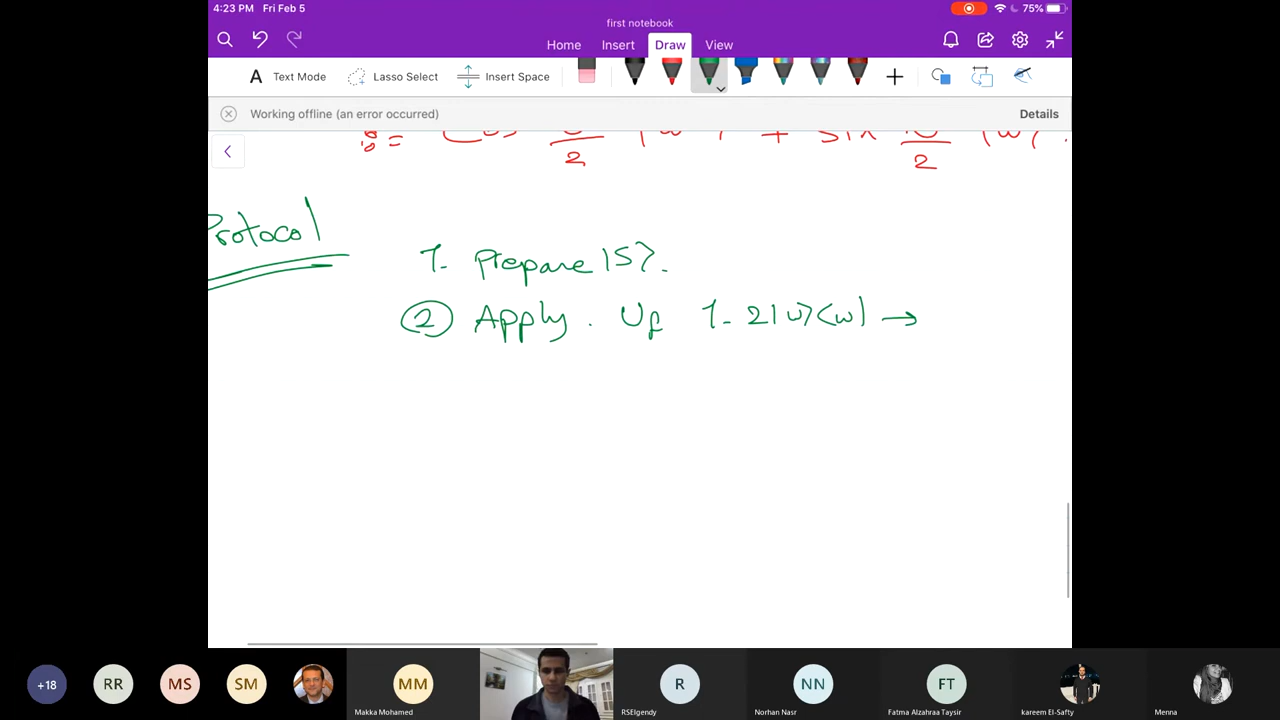 4:23 PM Fri Feb 5
75%
first notebook
Home Insert Draw View
A Text Mode Lasso Select Insert Space
Working offline (an error occurred) Details
= Cos 2 |w + Sin 2 |w⟩
Protocol
1. Prepare |S⟩.
② Apply. Uf 1 - 2|w⟩⟨w| →
+18 RR MS SM MM R NN FT
Makka Mohamed RSElgendy Norhan Nasr Fatma Alzahraa Taysir kareem El-Safty Menna